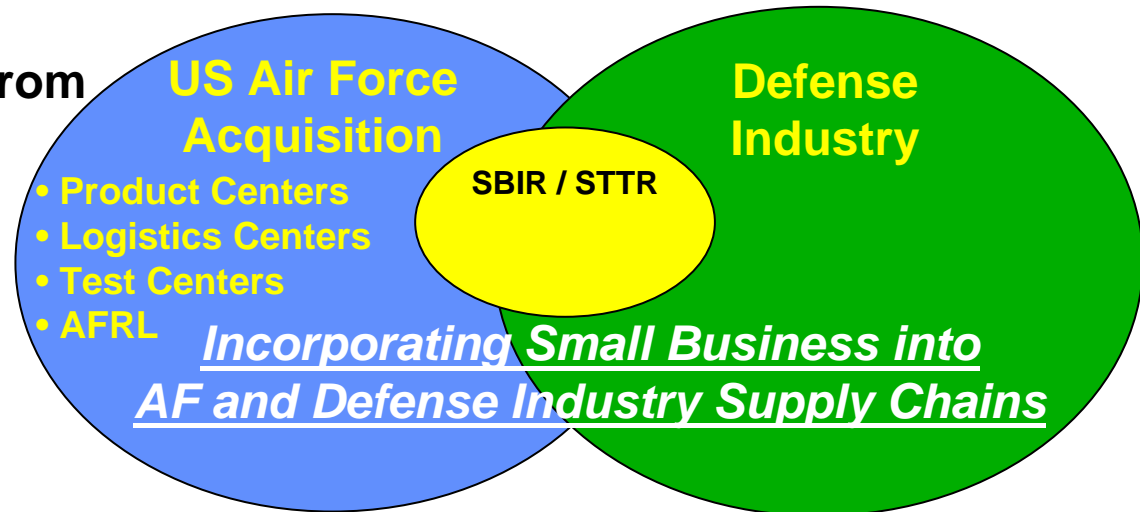 rom
US Air Force
Acquisition
• Product Centers
• Logistics Centers
• Test Centers
• AFRL
SBIR / STTR
Defense
Industry
Incorporating Small Business into
AF and Defense Industry Supply Chains